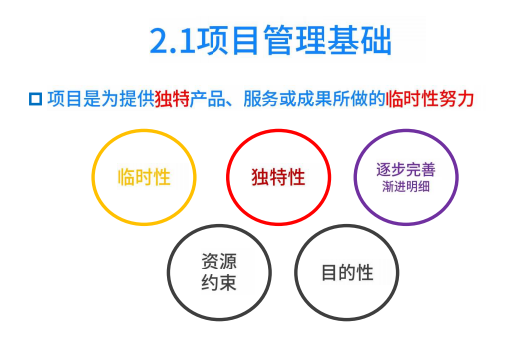 2.1项目管理基础
项目是为提供独特产品、服务或成果所做的临时性努力
临时性
独特性
逐步完善
渐进明细
资源
约束
目的性